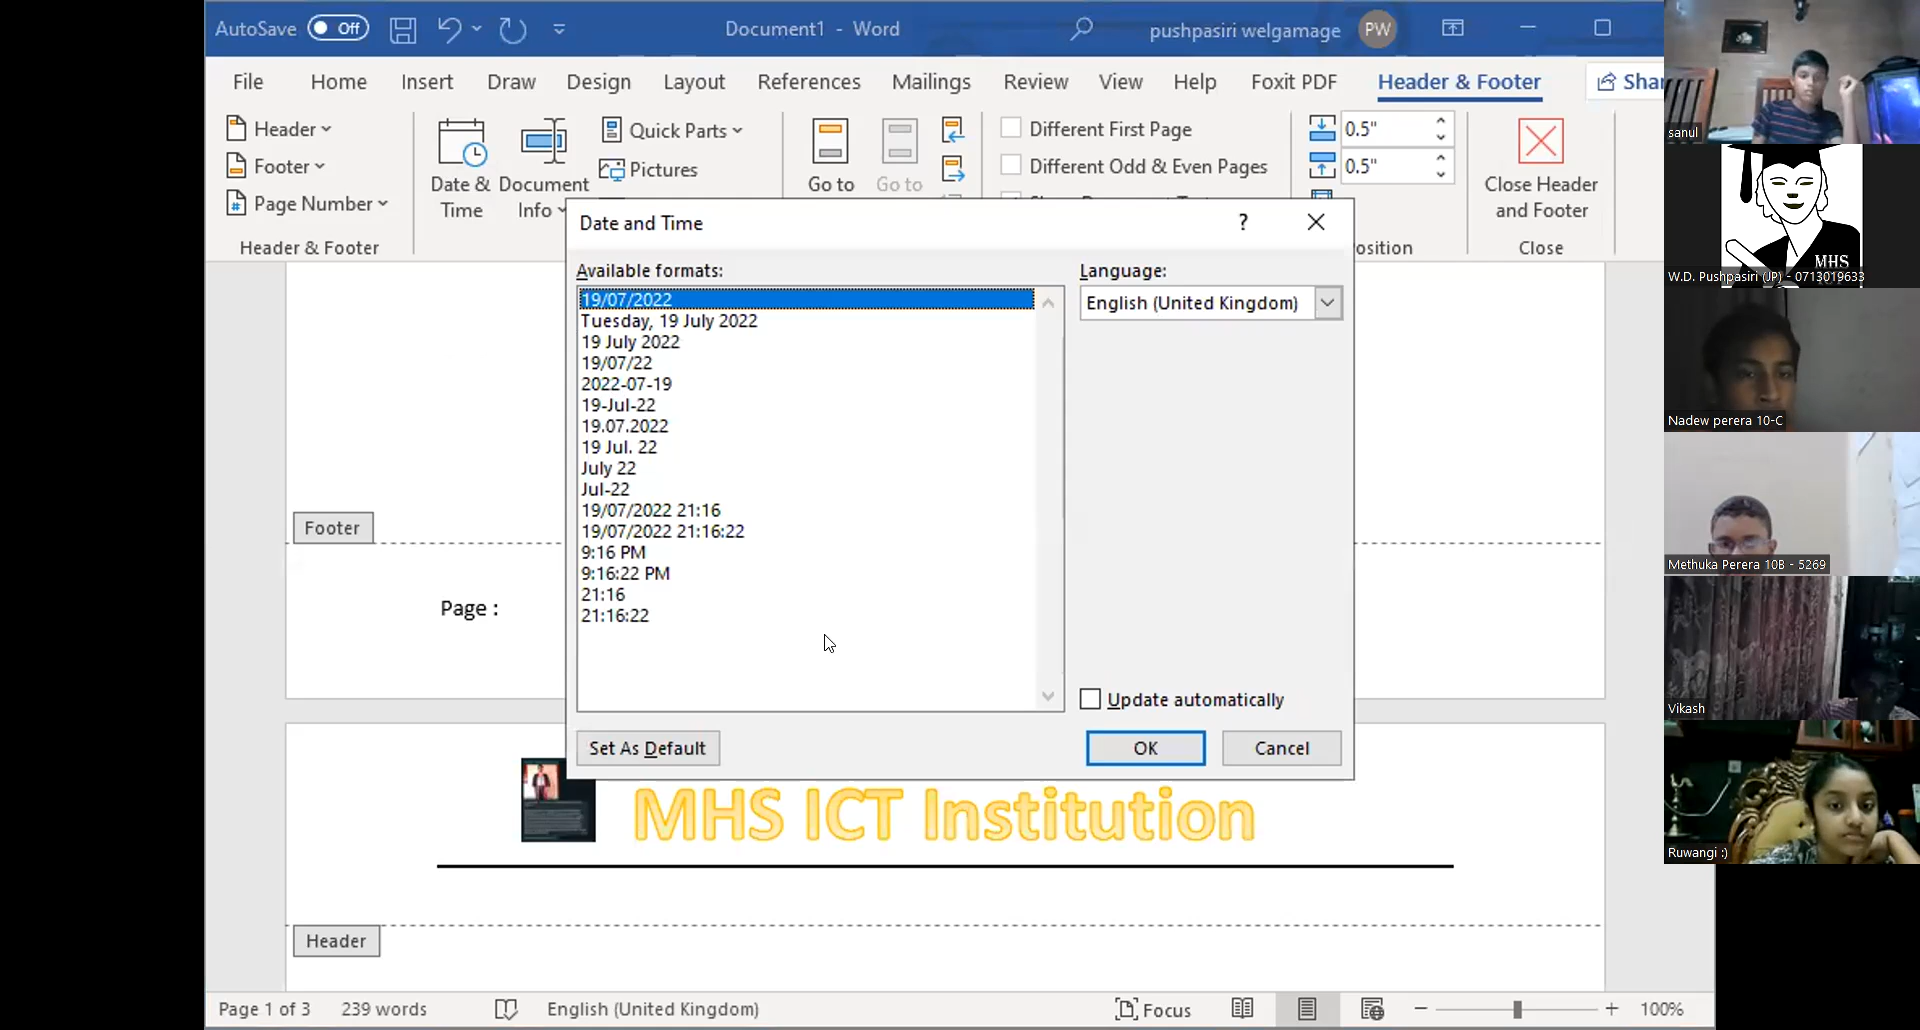 AutoSave Off Document1 - Word pushpasiri welgamage PW
File Home Insert Draw Design Layout References Mailings Review View Help Foxit PDF Header & Footer Shar
Header
Footer
Page Number
Header & Footer
Date &
Time
Document
Info
Quick Parts
Pictures
Go to
Go to
Different First Page
Different Odd & Even Pages
0.5"
0.5"
osition
Close Header
and Footer
Close
Date and Time
?
Available formats:
19/07/2022
Tuesday, 19 July 2022
19 July 2022
19/07/22
2022-07-19
19-Jul-22
19.07.2022
19 Jul. 22
July 22
Jul-22
19/07/2022 21:16
19/07/2022 21:16:22
9:16 PM
9:16:22 PM
21:16
21:16:22
Language:
English (United Kingdom)
Update automatically
Set As Default
OK
Cancel
Footer
Page :
MHS ICT Institution
Header
Page 1 of 3 239 words English (United Kingdom) Focus 100%
sanul
MHS
W.D. Pushpasiri (JP) - 0713019633
Nadew perera 10-C
Methuka Perera 10B - 5269
Vikash
Ruwangi :)